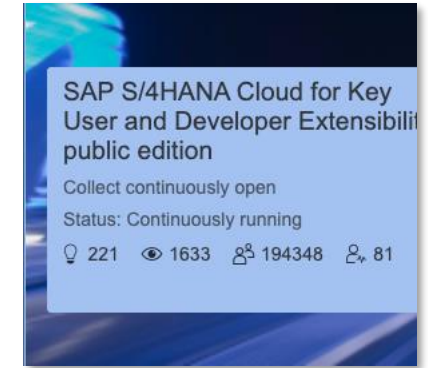 SAP S/4HANA Cloud for Key
User and Developer Extensibilit
public edition
Collect continuously open
Status: Continuously running
221 1633 194348 81